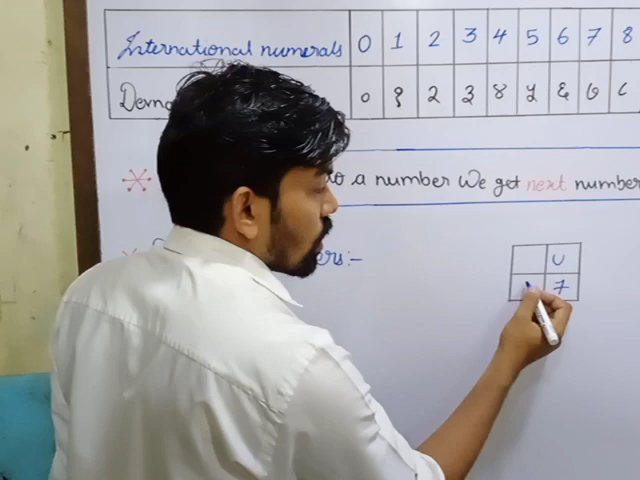 International numerals 0 1 2 3 4 5 6 7 8
० १ २ ३ ४ ५ ६ ७ ८
a number We get next number
:-
U
7